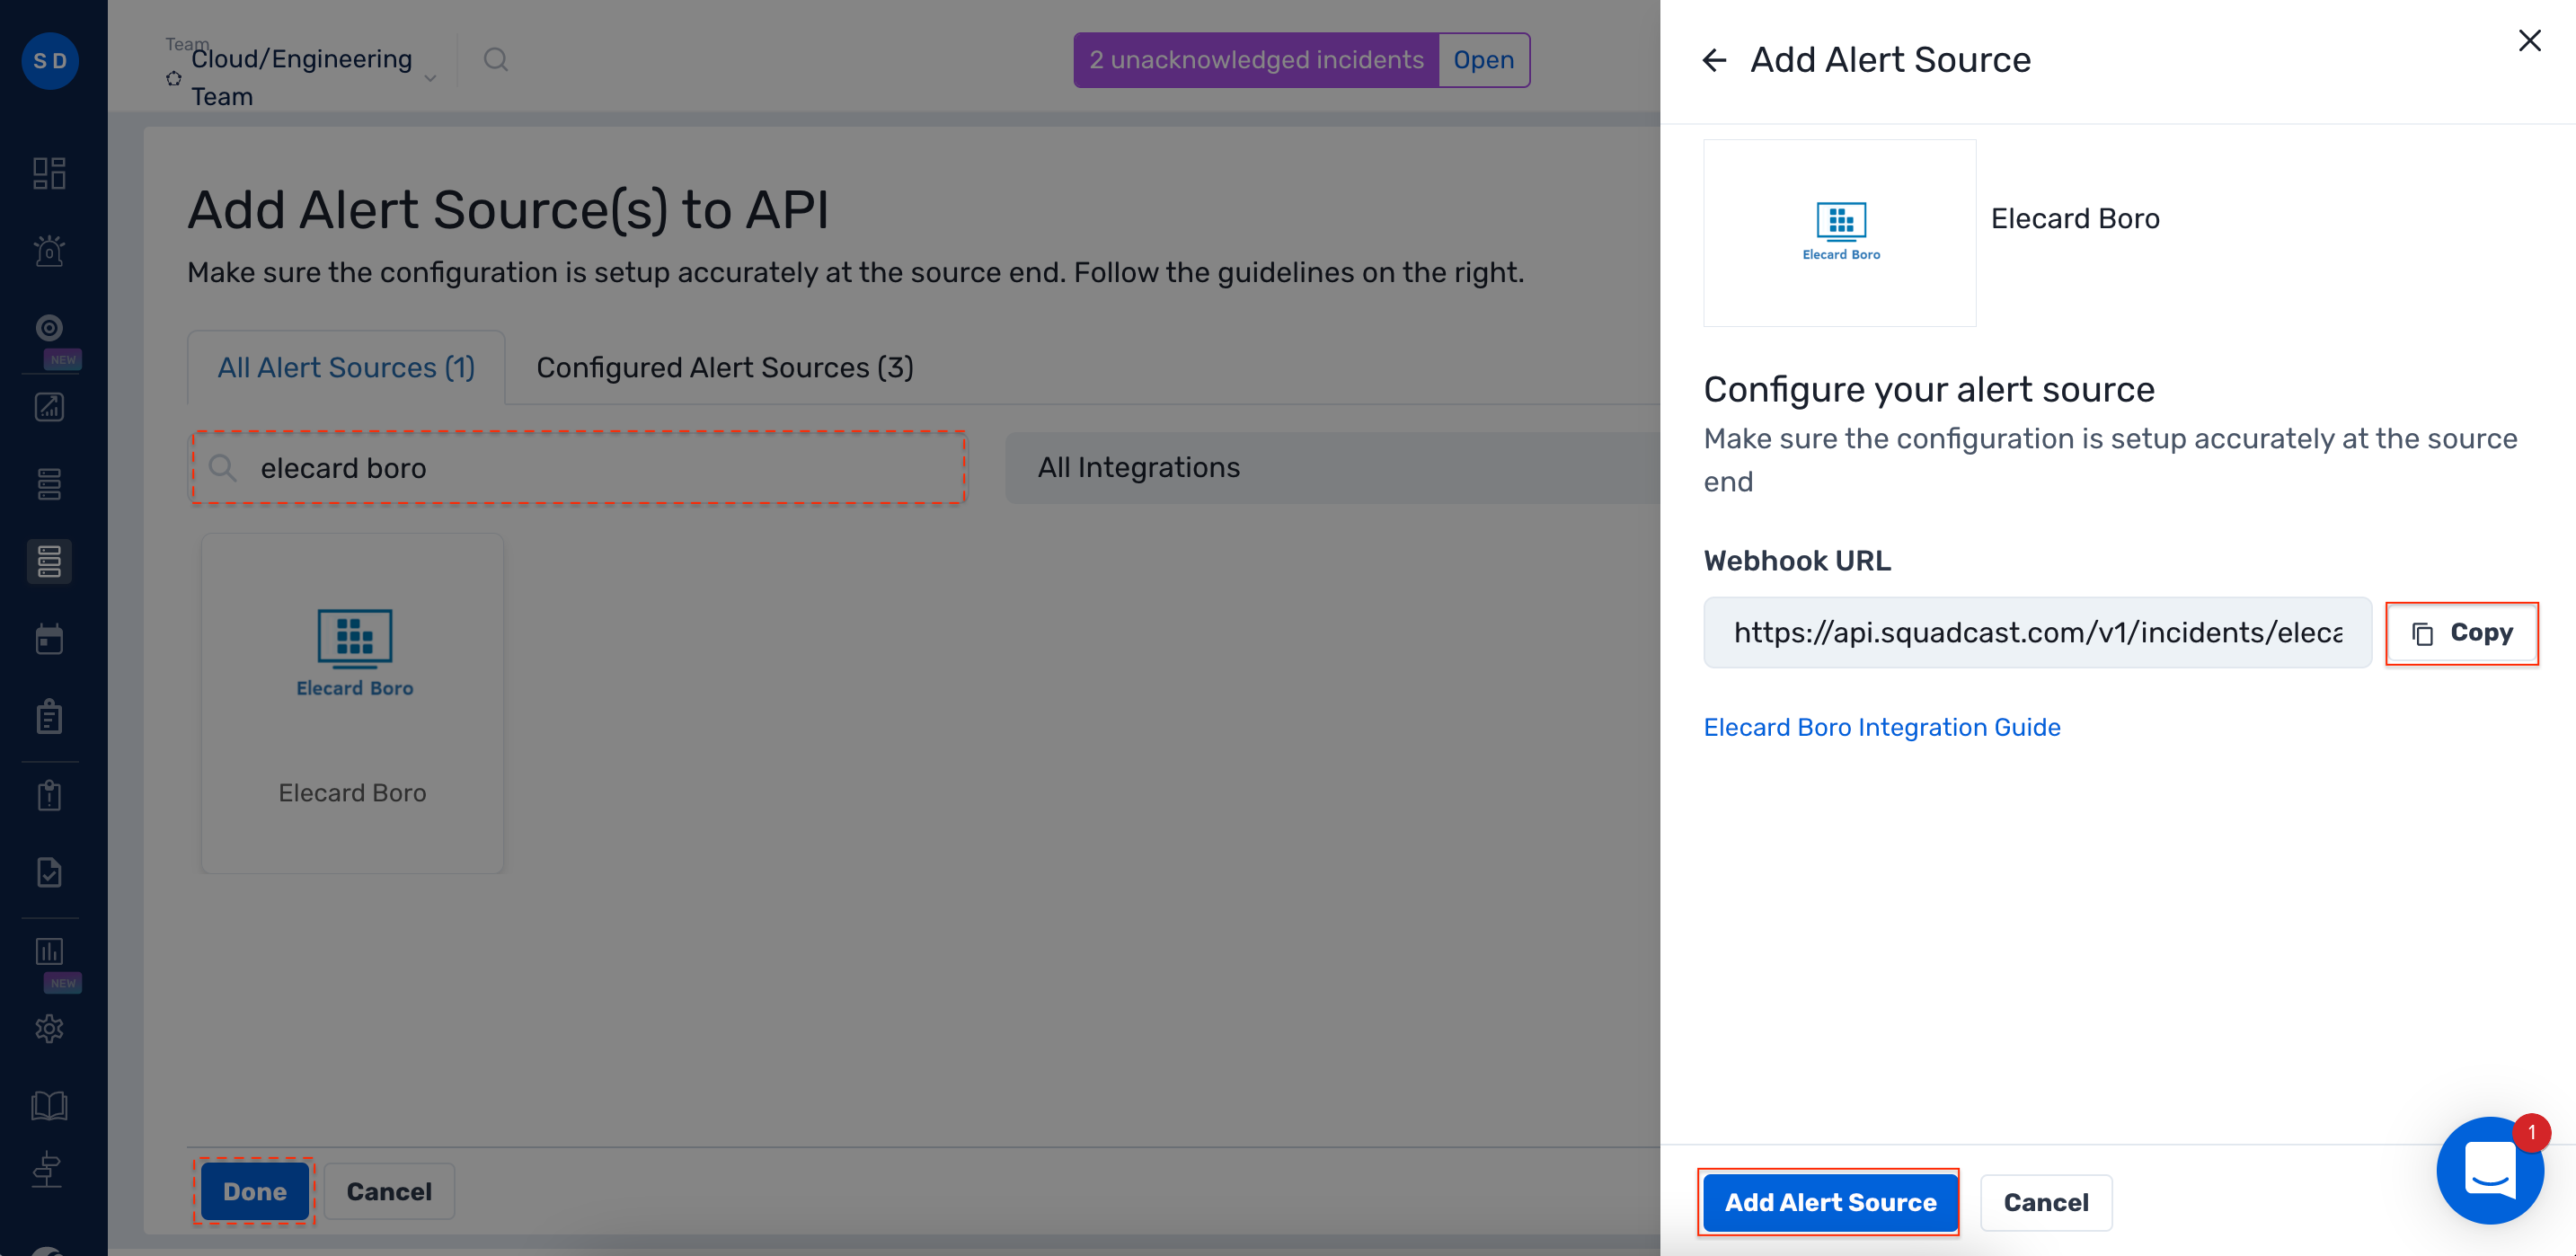 S D
Team
Cloud/Engineering
Team
2 unacknowledged incidents
Open
NEW
NEW
Add Alert Source(s) to API
Make sure the configuration is setup accurately at the source end. Follow the guidelines on the right.
All Alert Sources (1)
Configured Alert Sources (3)
elecard boro
All Integrations
Elecard Boro
Elecard Boro
Done
Cancel
Add Alert Source
Elecard Boro
Elecard Boro
Configure your alert source
Make sure the configuration is setup accurately at the source
end
Webhook URL
https://api.squadcast.com/v1/incidents/eleca
Copy
Elecard Boro Integration Guide
1
Add Alert Source
Cancel